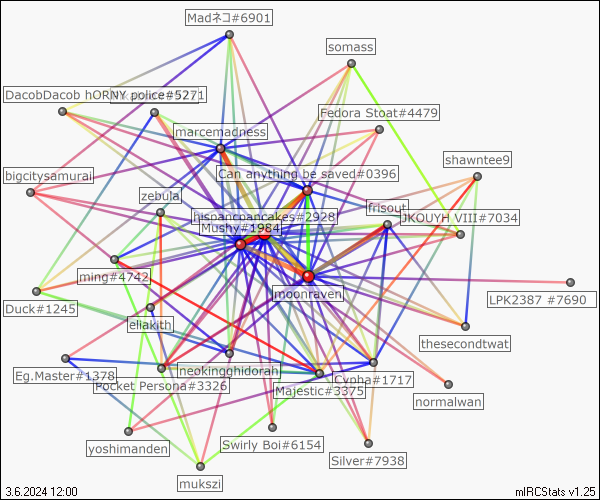 Madネコ#6901
somass
DacobDacob hORNY police#5271
Fedora Stoat#4479
marcemadness
shawntee9
bigcitysamurai
Can anything be saved#0396
zebula
frisout
hispancpancakes#2928
JKOUYH VIII#7034
Mushy#1984
ming#4742
moonraven
LPK2387 #7690
Duck#1245
eliakith
thesecondtwat
neokingghidorah
Eg.Master#1378
Cypha#1717
Pocket Persona#3326
Majestic#3375
normalwan
yoshimanden
Swirly Boi#6154
Silver#7938
mukszi
3.6.2024 12:00
mIRCStats v1.25